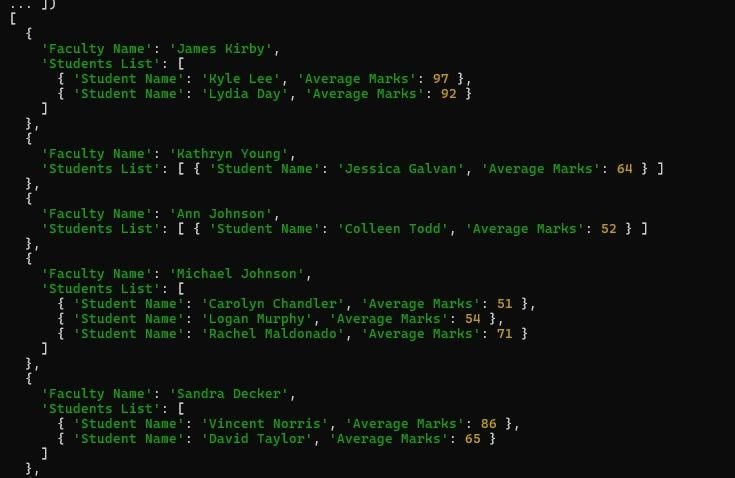 ... ])
[
  {
    'Faculty Name': 'James Kirby',
    'Students List': [
      { 'Student Name': 'Kyle Lee', 'Average Marks': 97 },
      { 'Student Name': 'Lydia Day', 'Average Marks': 92 }
    ]
  },
  {
    'Faculty Name': 'Kathryn Young',
    'Students List': [ { 'Student Name': 'Jessica Galvan', 'Average Marks': 64 } ]
  },
  {
    'Faculty Name': 'Ann Johnson',
    'Students List': [ { 'Student Name': 'Colleen Todd', 'Average Marks': 52 } ]
  },
  {
    'Faculty Name': 'Michael Johnson',
    'Students List': [
      { 'Student Name': 'Carolyn Chandler', 'Average Marks': 51 },
      { 'Student Name': 'Logan Murphy', 'Average Marks': 54 },
      { 'Student Name': 'Rachel Maldonado', 'Average Marks': 71 }
    ]
  },
  {
    'Faculty Name': 'Sandra Decker',
    'Students List': [
      { 'Student Name': 'Vincent Norris', 'Average Marks': 86 },
      { 'Student Name': 'David Taylor', 'Average Marks': 65 }
    ]
  },